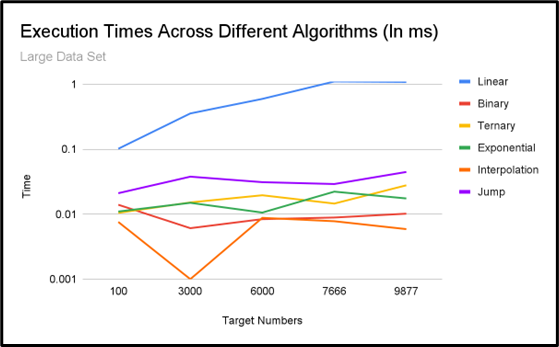 Execution Times Across Different Algorithms (In ms)
Large Data Set
1
0.1
0.01
0.001
Time
100 3000 6000 7666 9877
Target Numbers
Linear
Binary
Ternary
Exponential
Interpolation
Jump